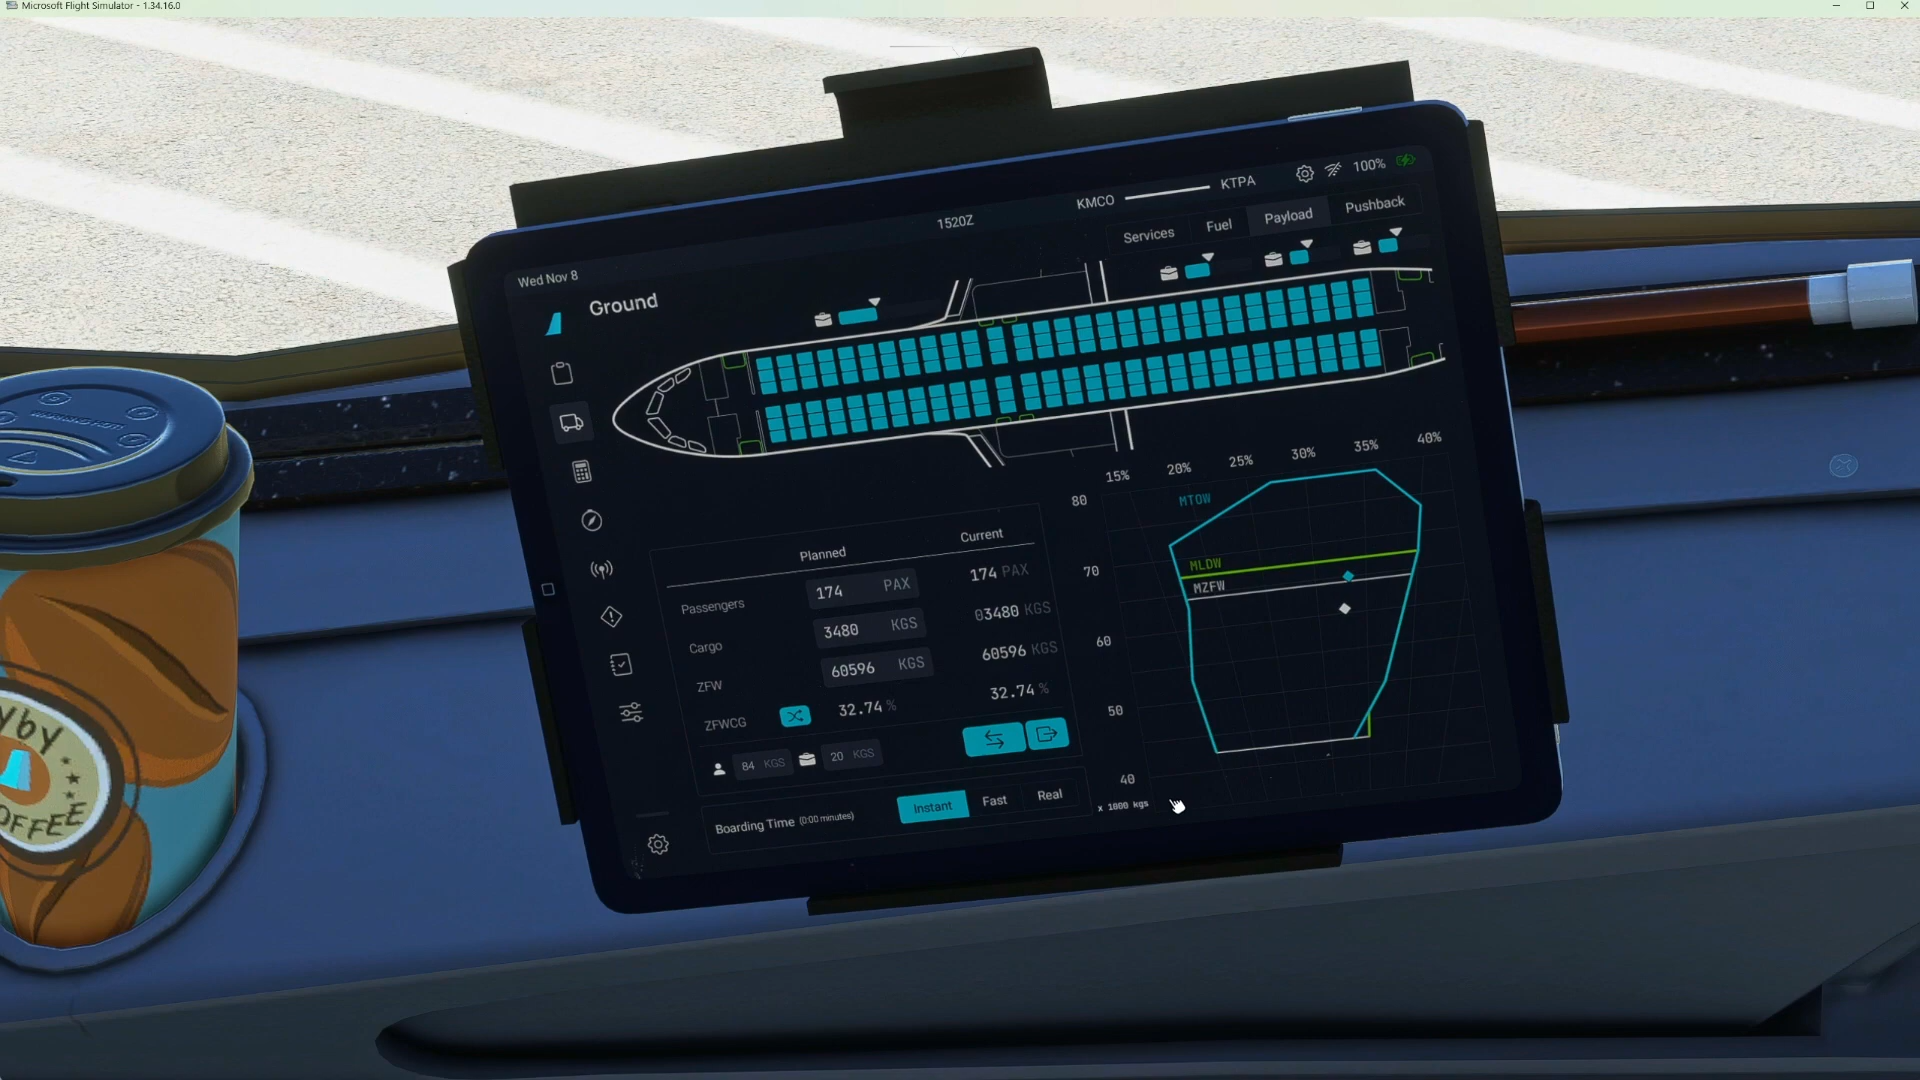 Microsoft Flight Simulator - 1.34.16.0
Wed Nov 8
1520Z
KMCO
KTPA
100%
Ground
Services
Fuel
Payload
Pushback
Planned
Current
Passengers
174 PAX
174 PAX
Cargo
3480 KGS
03480 KGS
ZFW
60596 KGS
60596 KGS
ZFWCG
32.74 %
32.74 %
84 KGS
20 KGS
Boarding Time (0:00 minutes)
Instant
Fast
Real
15%
20%
25%
30%
35%
40%
80
70
60
50
40
x 1000 kgs
MTOW
MLDW
MZFW
yby
OFFEE